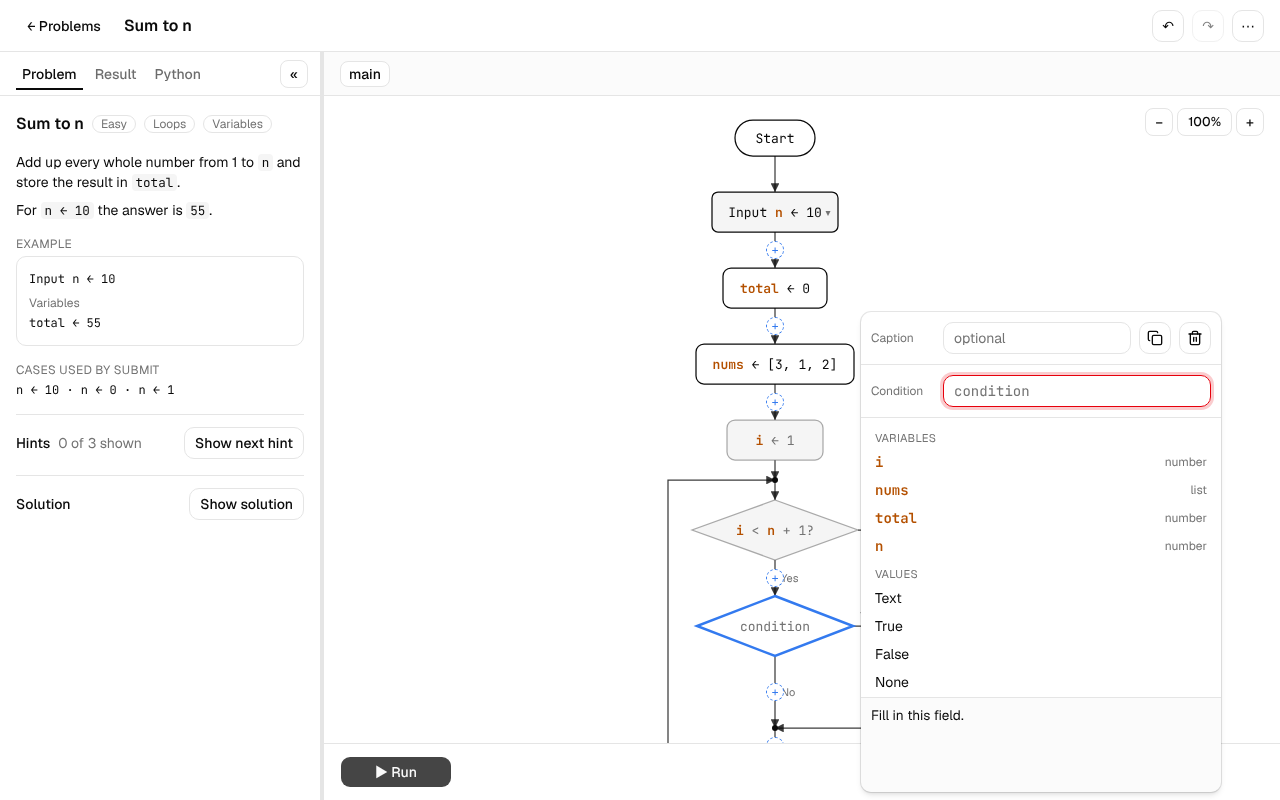 ← Problems
Sum to n
Problem
Result
Python
«
main
Sum to n
Easy
Loops
Variables
Add up every whole number from 1 to n and
store the result in total.
For n ← 10 the answer is 55.
EXAMPLE
Input n ← 10
Variables
total ← 55
CASES USED BY SUBMIT
n ← 10 · n ← 0 · n ← 1
Hints 0 of 3 shown
Show next hint
Solution
Show solution
− 100% +
Start
Input n ← 10
total ← 0
nums ← [3, 1, 2]
i ← 1
i < n + 1?
Yes
condition
No
Caption
optional
Condition
condition
VARIABLES
i number
nums list
total number
n number
VALUES
Text
True
False
None
Fill in this field.
▶ Run